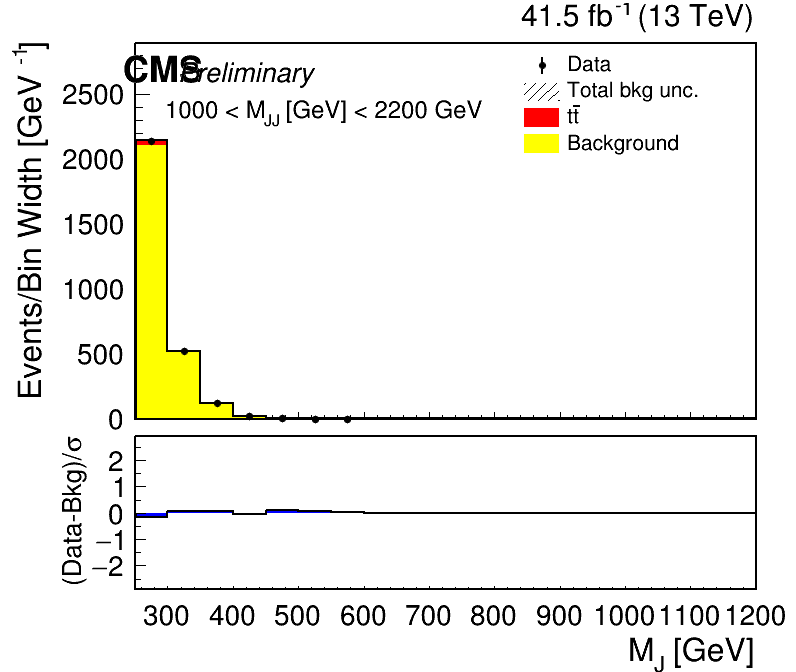 41.5 fb⁻¹ (13 TeV)
CMS Preliminary
1000 < M_JJ [GeV] < 2200 GeV
Data
Total bkg unc.
tt̄
Background
Events/Bin Width [GeV⁻¹]
2500
2000
1500
1000
500
0
(Data-Bkg)/σ
2
1
0
−1
−2
300 400 500 600 700 800 900 1000 1100 1200
M_J [GeV]